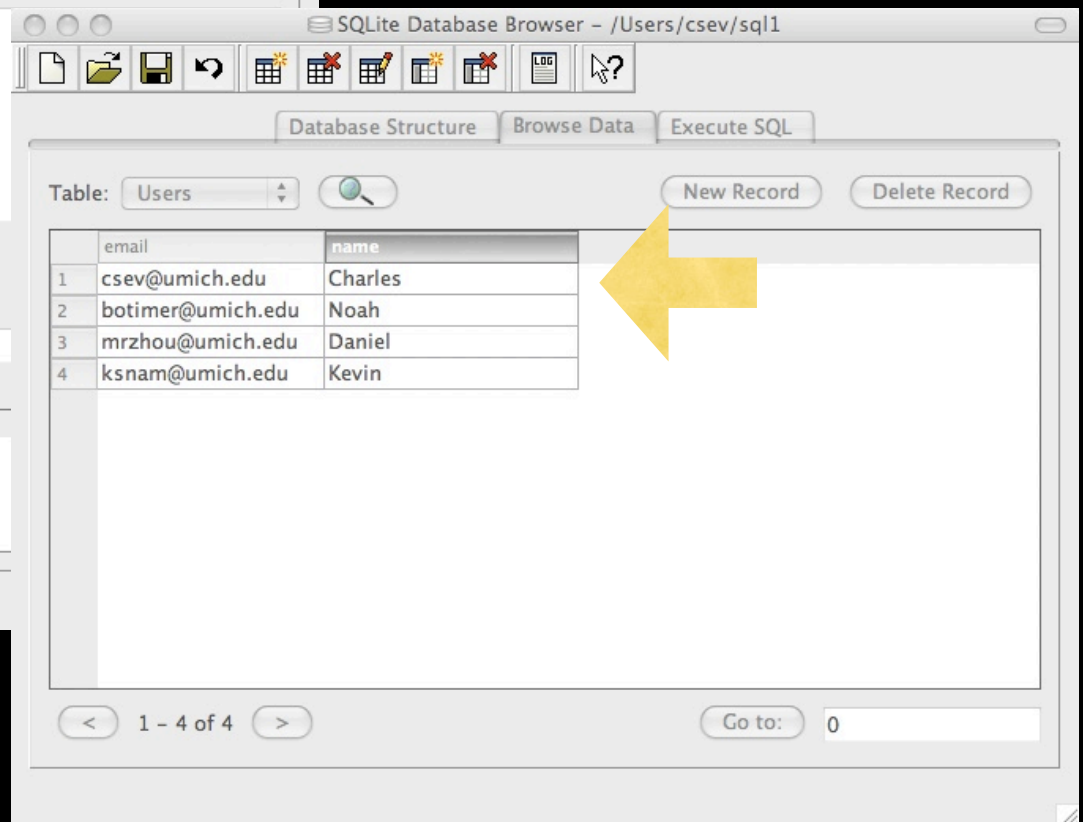 SQLite Database Browser - /Users/csev/sql1
LOG ?
Database Structure Browse Data Execute SQL
Table: Users New Record Delete Record
email name
1 csev@umich.edu Charles
2 botimer@umich.edu Noah
3 mrzhou@umich.edu Daniel
4 ksnam@umich.edu Kevin
< 1 - 4 of 4 > Go to: 0